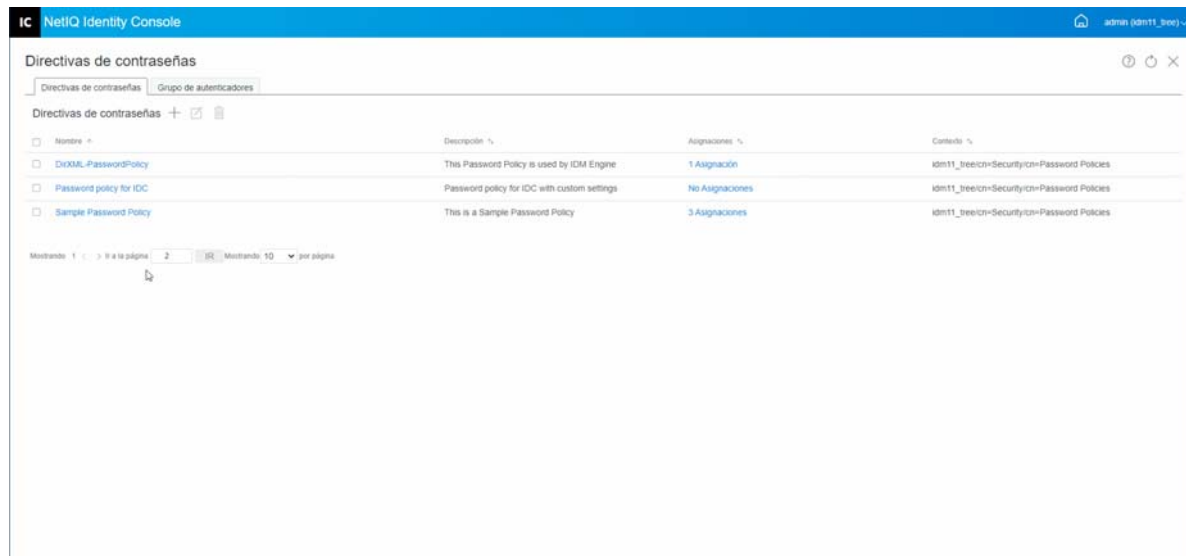 IC NetIQ Identity Console admin (idm11_tree)
Directivas de contraseñas
Directivas de contraseñas Grupo de autenticadores
Directivas de contraseñas
Nombre Descripción Asignaciones Contexto
DirXML-PasswordPolicy This Password Policy is used by IDM Engine 1 Asignación idm11_tree/cn=Security/cn=Password Policies
Password policy for IDC Password policy for IDC with custom settings No Asignaciones idm11_tree/cn=Security/cn=Password Policies
Sample Password Policy This is a Sample Password Policy 3 Asignaciones idm11_tree/cn=Security/cn=Password Policies
Mostrando 1 Ir a la página 2 IR Mostrando 10 por página